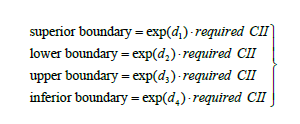 superior boundary = exp(d₁) · required CII
lower boundary = exp(d₂) · required CII
upper boundary = exp(d₃) · required CII
inferior boundary = exp(d₄) · required CII